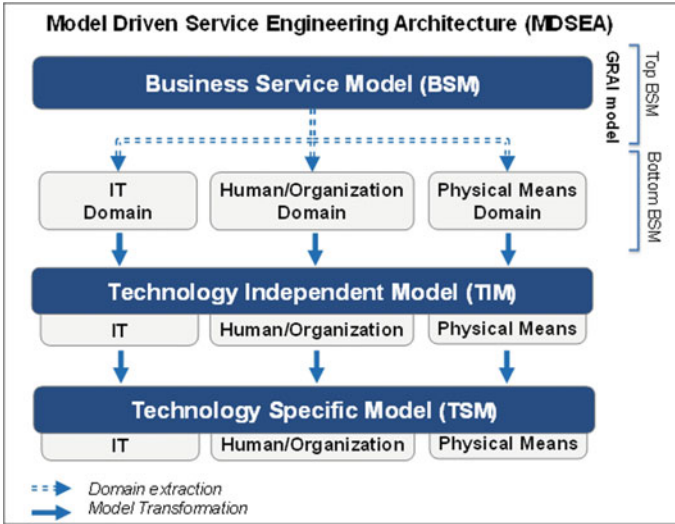 Model Driven Service Engineering Architecture (MDSEA)
Business Service Model (BSM)
Top BSM
GRAI model
IT
Domain
Human/Organization
Domain
Physical Means
Domain
Bottom BSM
Technology Independent Model (TIM)
IT
Human/Organization
Physical Means
Technology Specific Model (TSM)
IT
Human/Organization
Physical Means
Domain extraction
Model Transformation